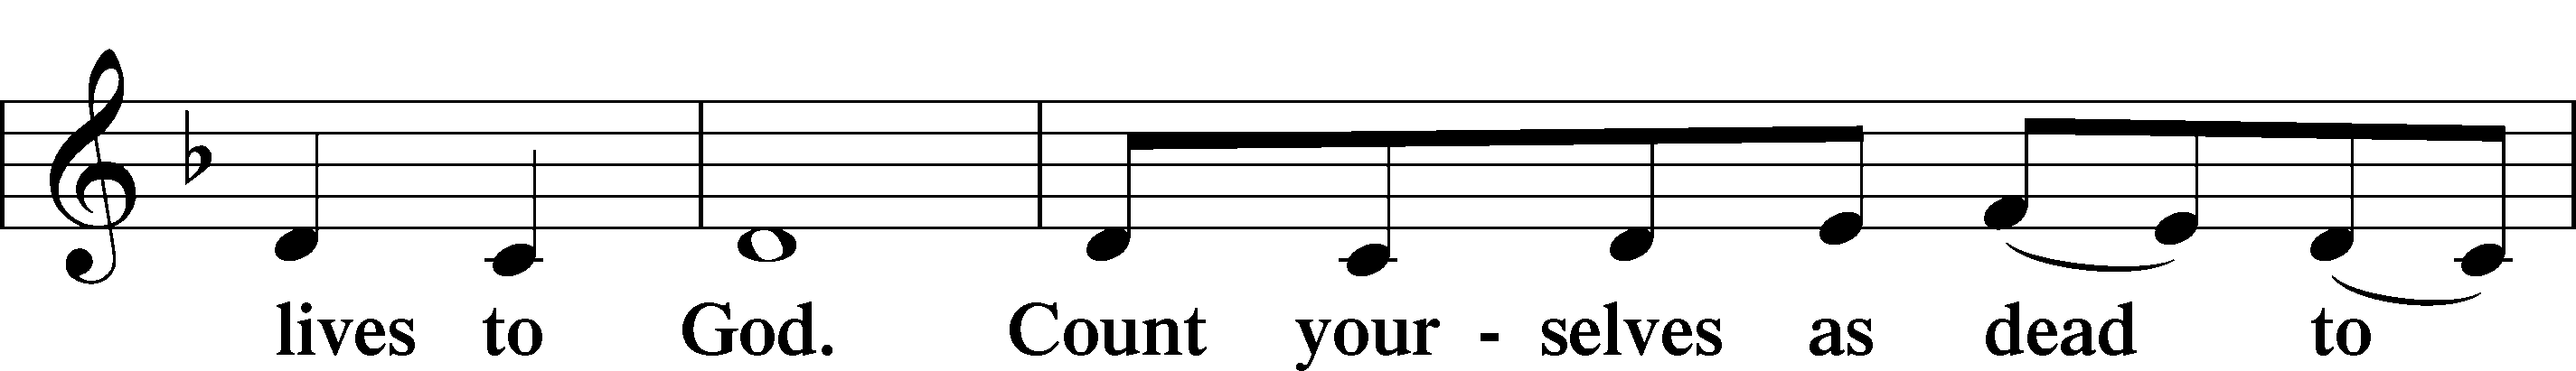 lives to God. Count your - selves as dead to